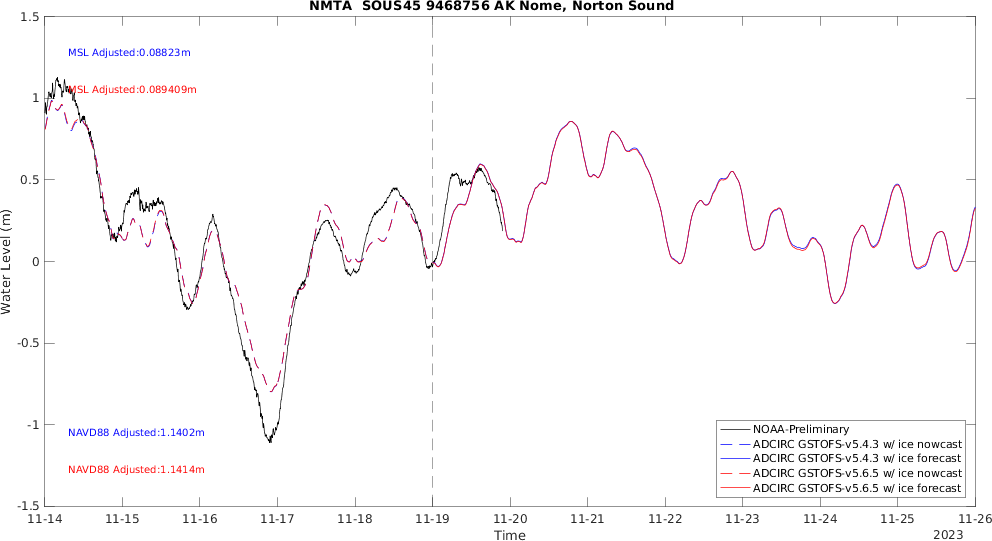 NMTA SOUS45 9468756 AK Nome, Norton Sound
1.5
MSL Adjusted:0.08823m
MSL Adjusted:0.089409m
1
0.5
Water Level (m)
0
-0.5
-1
NAVD88 Adjusted:1.1402m
NAVD88 Adjusted:1.1414m
-1.5
NOAA-Preliminary
ADCIRC GSTOFS-v5.4.3 w/ ice nowcast
ADCIRC GSTOFS-v5.4.3 w/ ice forecast
ADCIRC GSTOFS-v5.6.5 w/ ice nowcast
ADCIRC GSTOFS-v5.6.5 w/ ice forecast
11-14 11-15 11-16 11-17 11-18 11-19 11-20 11-21 11-22 11-23 11-24 11-25 11-26
Time
2023